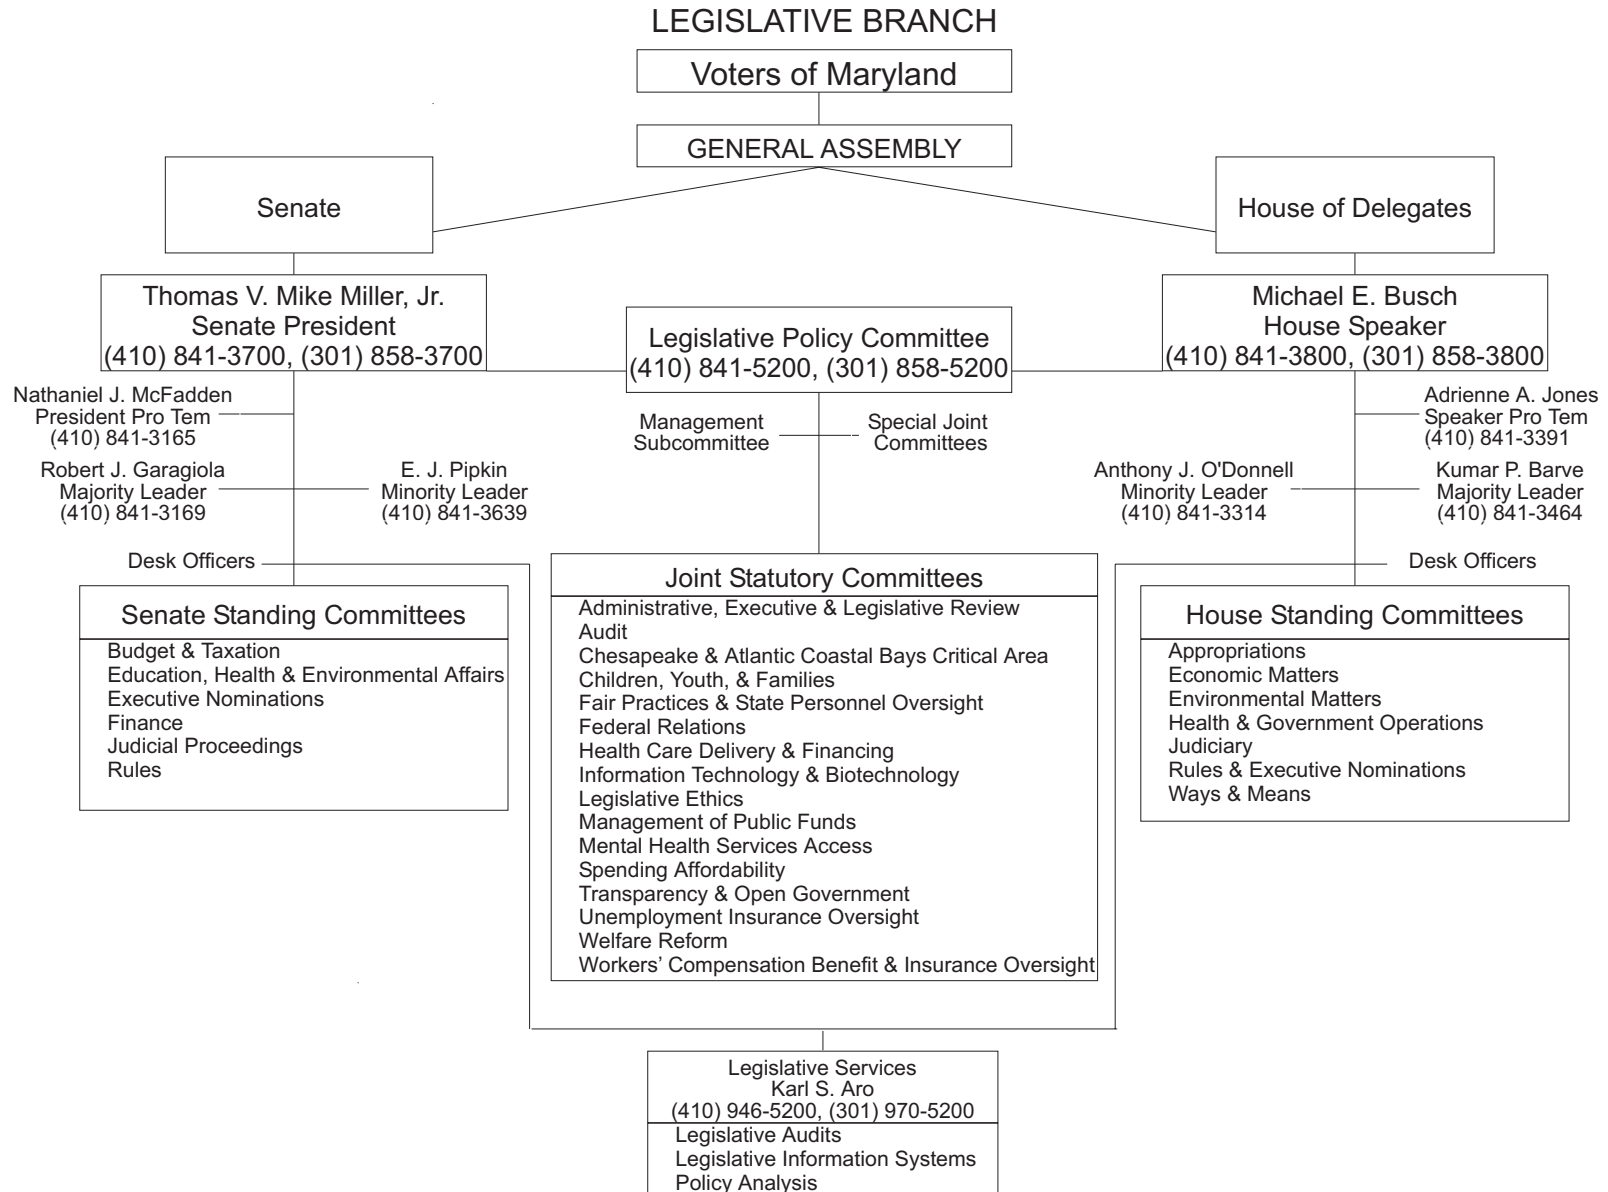 LEGISLATIVE BRANCH
Voters of Maryland
GENERAL ASSEMBLY
Senate
House of Delegates
Thomas V. Mike Miller, Jr.
Senate President
(410) 841-3700, (301) 858-3700
Legislative Policy Committee
(410) 841-5200, (301) 858-5200
Michael E. Busch
House Speaker
(410) 841-3800, (301) 858-3800
Nathaniel J. McFadden
President Pro Tem
(410) 841-3165
Management
Subcommittee
Special Joint
Committees
Adrienne A. Jones
Speaker Pro Tem
(410) 841-3391
Robert J. Garagiola
Majority Leader
(410) 841-3169
E. J. Pipkin
Minority Leader
(410) 841-3639
Anthony J. O'Donnell
Minority Leader
(410) 841-3314
Kumar P. Barve
Majority Leader
(410) 841-3464
Desk Officers
Desk Officers
Senate Standing Committees
Budget & Taxation
Education, Health & Environmental Affairs
Executive Nominations
Finance
Judicial Proceedings
Rules
Joint Statutory Committees
Administrative, Executive & Legislative Review
Audit
Chesapeake & Atlantic Coastal Bays Critical Area
Children, Youth, & Families
Fair Practices & State Personnel Oversight
Federal Relations
Health Care Delivery & Financing
Information Technology & Biotechnology
Legislative Ethics
Management of Public Funds
Mental Health Services Access
Spending Affordability
Transparency & Open Government
Unemployment Insurance Oversight
Welfare Reform
Workers’ Compensation Benefit & Insurance Oversight
House Standing Committees
Appropriations
Economic Matters
Environmental Matters
Health & Government Operations
Judiciary
Rules & Executive Nominations
Ways & Means
Legislative Services
Karl S. Aro
(410) 946-5200, (301) 970-5200
Legislative Audits
Legislative Information Systems
Policy Analysis